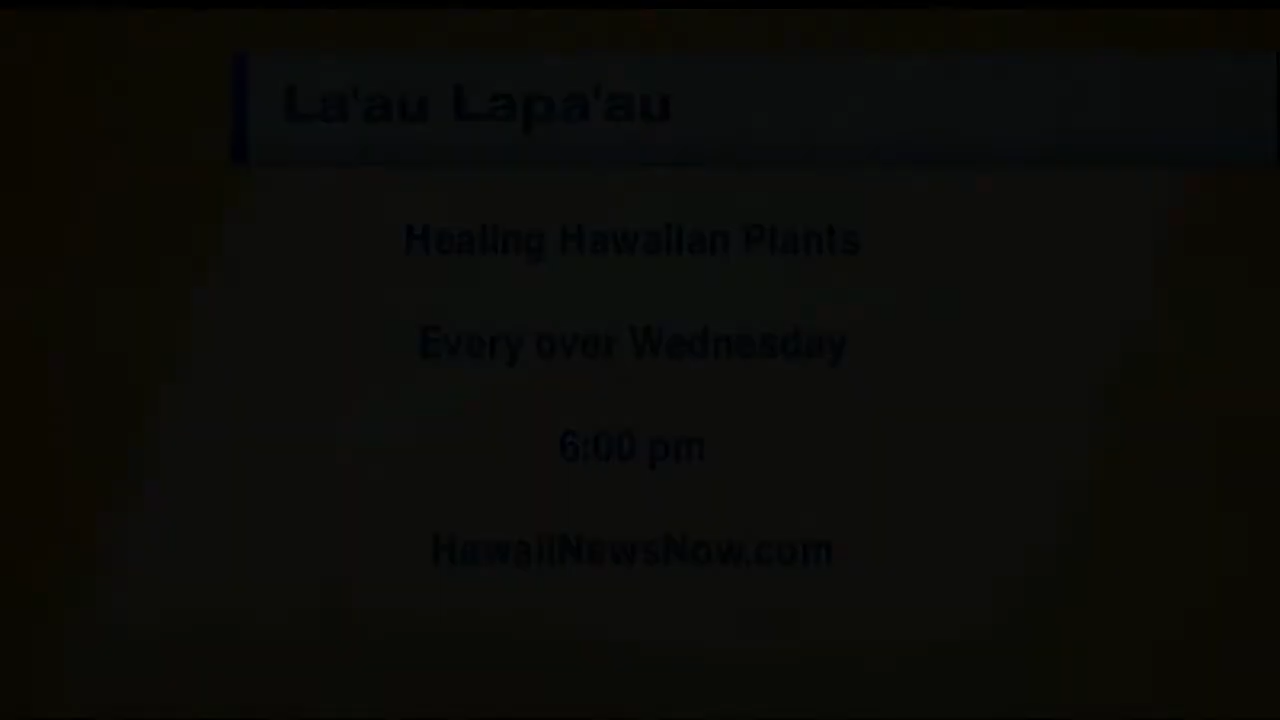 La'au Lapa'au
Healing Hawaiian Plants
Every over Wednesday
6:00 pm
HawaiiNewsNow.com